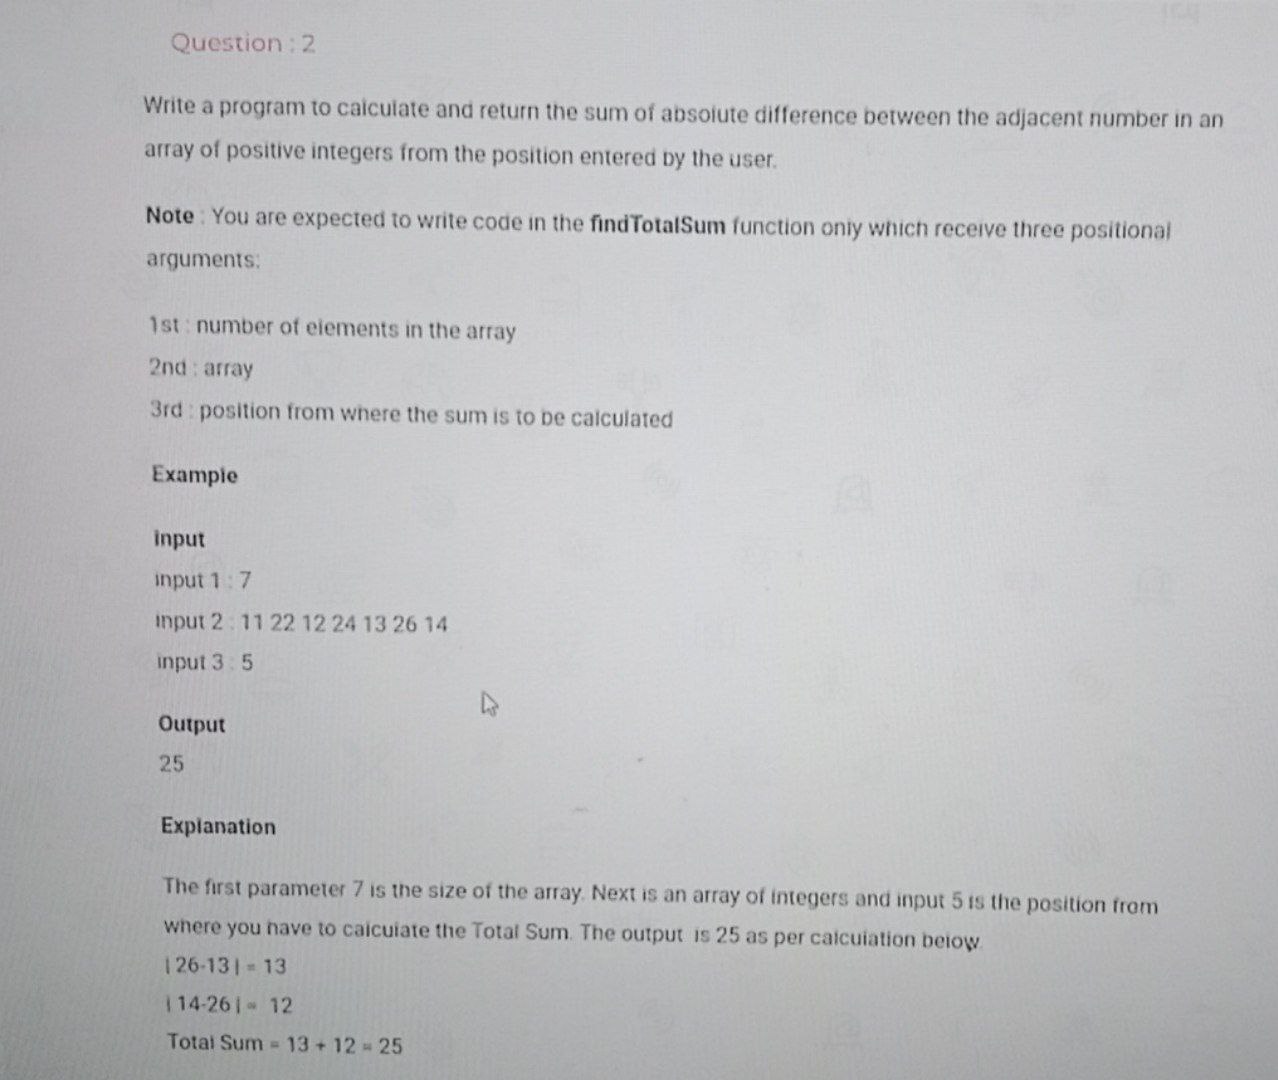 Question : 2
Write a program to calculate and return the sum of absolute difference between the adjacent number in an
array of positive integers from the position entered by the user.
Note : You are expected to write code in the findTotalSum function only which receive three positional
arguments:
1st : number of elements in the array
2nd : array
3rd : position from where the sum is to be calculated
Example
Input
input 1 : 7
input 2 : 11 22 12 24 13 26 14
input 3 : 5
Output
25
Explanation
The first parameter 7 is the size of the array. Next is an array of integers and input 5 is the position from
where you have to calculate the Total Sum. The output is 25 as per calculation below.
| 26-13 | = 13
| 14-26 | = 12
Total Sum = 13 + 12 = 25